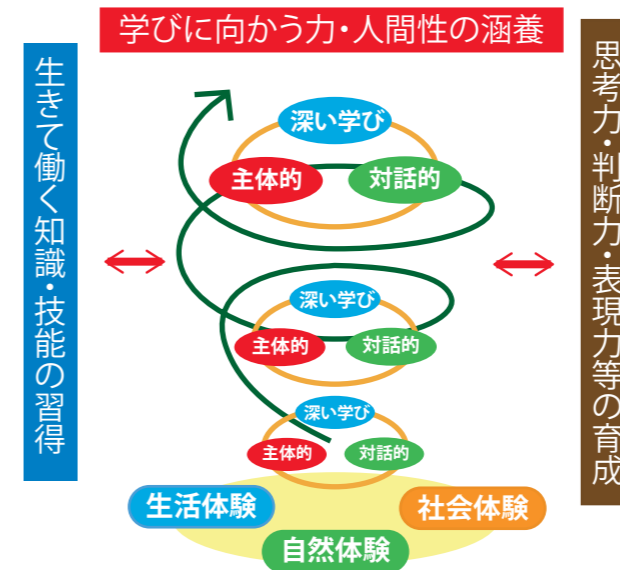 学びに向かう力・人間性の涵養
生きて働く知識・技能の習得
思考力・判断力・表現力等の育成
深い学び
主体的
対話的
深い学び
主体的
対話的
深い学び
主体的
対話的
生活体験
社会体験
自然体験